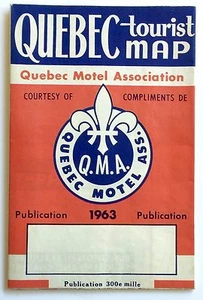 QUEBEC tourist
MAP
Quebec Motel Association
COURTESY OF COMPLIMENTS DE
Q.M.A.
QUEBEC MOTEL ASS.
Publication 1963 Publication
Publication 300e mille